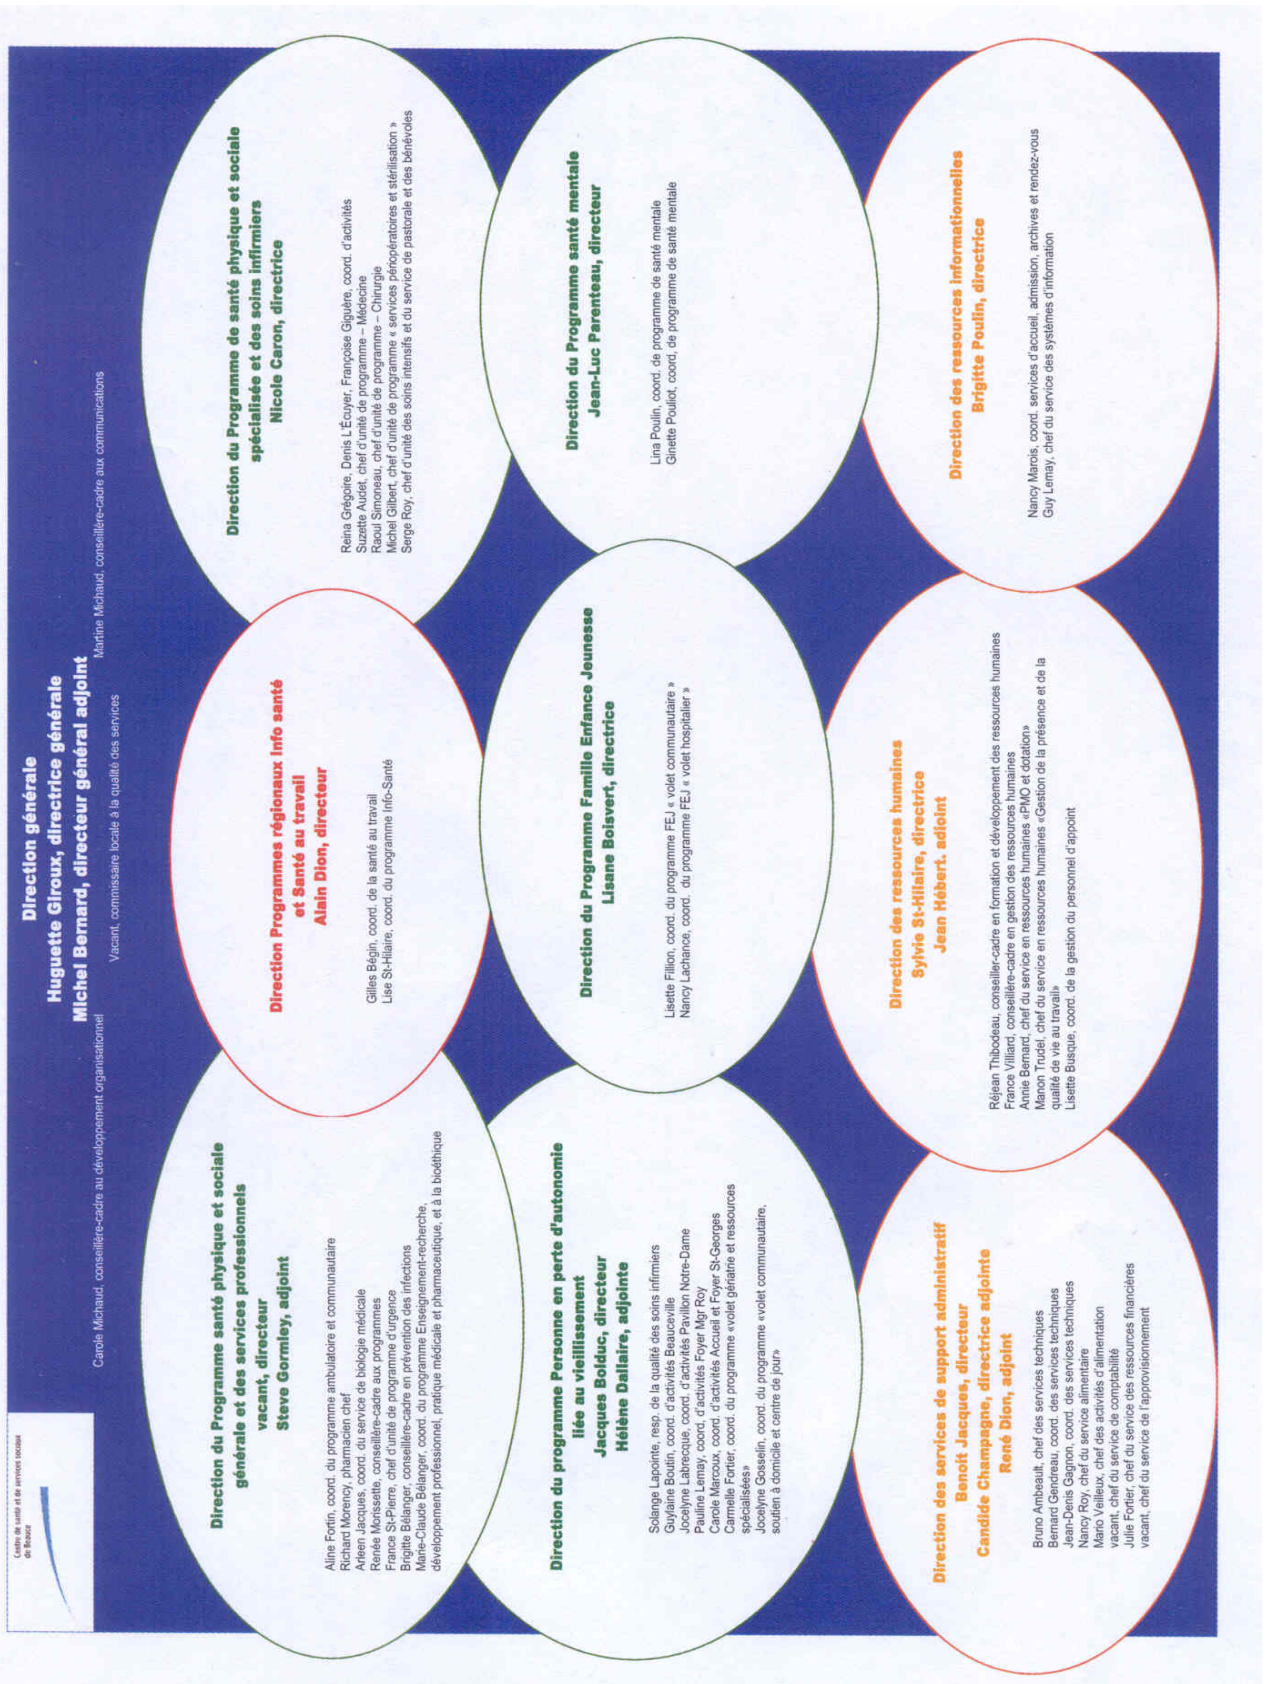 Centre de santé et de services sociaux
de Beauce
Direction générale
Huguette Giroux, directrice générale
Michel Bernard, directeur général adjoint
Carole Michaud, conseillère-cadre au développement organisationnel
Martine Michaud, conseillère-cadre aux communications
Vacant, commissaire locale à la qualité des services
Direction du Programme santé physique et sociale
générale et des services professionnels
vacant, directeur
Steve Gormley, adjoint
Aline Fortin, coord. du programme ambulatoire et communautaire
Richard Morency, pharmacien chef
Arleen Jacques, coord. du service de biologie médicale
Renée Morissette, conseillère-cadre aux programmes
France St-Pierre, chef d'unité de programme d'urgence
Brigitte Bélanger, conseillère-cadre en prévention des infections
Marie-Claude Bélanger, coord. du programme Enseignement-recherche,
développement professionnel, pratique médicale et pharmaceutique, et à la bioéthique
Direction Programmes régionaux Info santé
et Santé au travail
Alain Dion, directeur
Gilles Bégin, coord. de la santé au travail
Lise St-Hilaire, coord. du programme Info-Santé
Direction du Programme de santé physique et sociale
spécialisée et des soins infirmiers
Nicole Caron, directrice
Reina Grégoire, Denis L'Écuyer, Françoise Giguère, coord. d'activités
Suzette Audet, chef d'unité de programme – Médecine
Raoul Simoneau, chef d'unité de programme – Chirurgie
Michel Gilbert, chef d'unité de programme « services périopératoires et stérilisation »
Serge Roy, chef d'unité des soins intensifs et du service de pastorale et des bénévoles
Direction du programme Personne en perte d'autonomie
liée au vieillissement
Jacques Bolduc, directeur
Hélène Dallaire, adjointe
Solange Lapointe, resp. de la qualité des soins infirmiers
Guylaine Boutin, coord. d'activités Beauceville
Jocelyne Labrecque, coord. d'activités Pavillon Notre-Dame
Pauline Lemay, coord, d'activités Foyer Mgr Roy
Carole Mercoux, coord. d'activités Accueil et Foyer St-Georges
Carmelle Fortier, coord. du programme «volet gériatrie et ressources
spécialisées»
Jocelyne Gosselin, coord. du programme «volet communautaire,
soutien à domicile et centre de jour»
Direction du Programme Famille Enfance Jeunesse
Lisane Boisvert, directrice
Lisette Fillion, coord. du programme FEJ « volet communautaire »
Nancy Lachance, coord. du programme FEJ « volet hospitalier »
Direction du Programme santé mentale
Jean-Luc Parenteau, directeur
Lina Poulin, coord. de programme de santé mentale
Ginette Pouliot, coord, de programme de santé mentale
Direction des services de support administratif
Benoit Jacques, directeur
Candide Champagne, directrice adjointe
René Dion, adjoint
Bruno Ambeault, chef des services techniques
Bernard Gendreau, coord. des services techniques
Jean-Denis Gagnon, coord. des services techniques
Nancy Roy, chef du service alimentaire
Mario Veilleux, chef des activités d'alimentation
vacant, chef du service de comptabilité
Julie Fortier, chef du service des ressources financières
vacant, chef du service de l'approvisionnement
Direction des ressources humaines
Sylvie St-Hilaire, directrice
Jean Hébert. adjoint
Réjean Thibodeau, conseiller-cadre en formation et développement des ressources humaines
France Villiard, conseillère-cadre en gestion des ressources humaines
Annie Bernard, chef du service en ressources humaines «PMO et dotation»
Manon Trudel, chef du service en ressources humaines «Gestion de la présence et de la
qualité de vie au travail»
Lisette Busque, coord. de la gestion du personnel d'appoint
Direction des ressources informationnelles
Brigitte Poulin, directrice
Nancy Marois, coord. services d'accueil, admission, archives et rendez-vous
Guy Lemay, chef du service des systèmes d'information